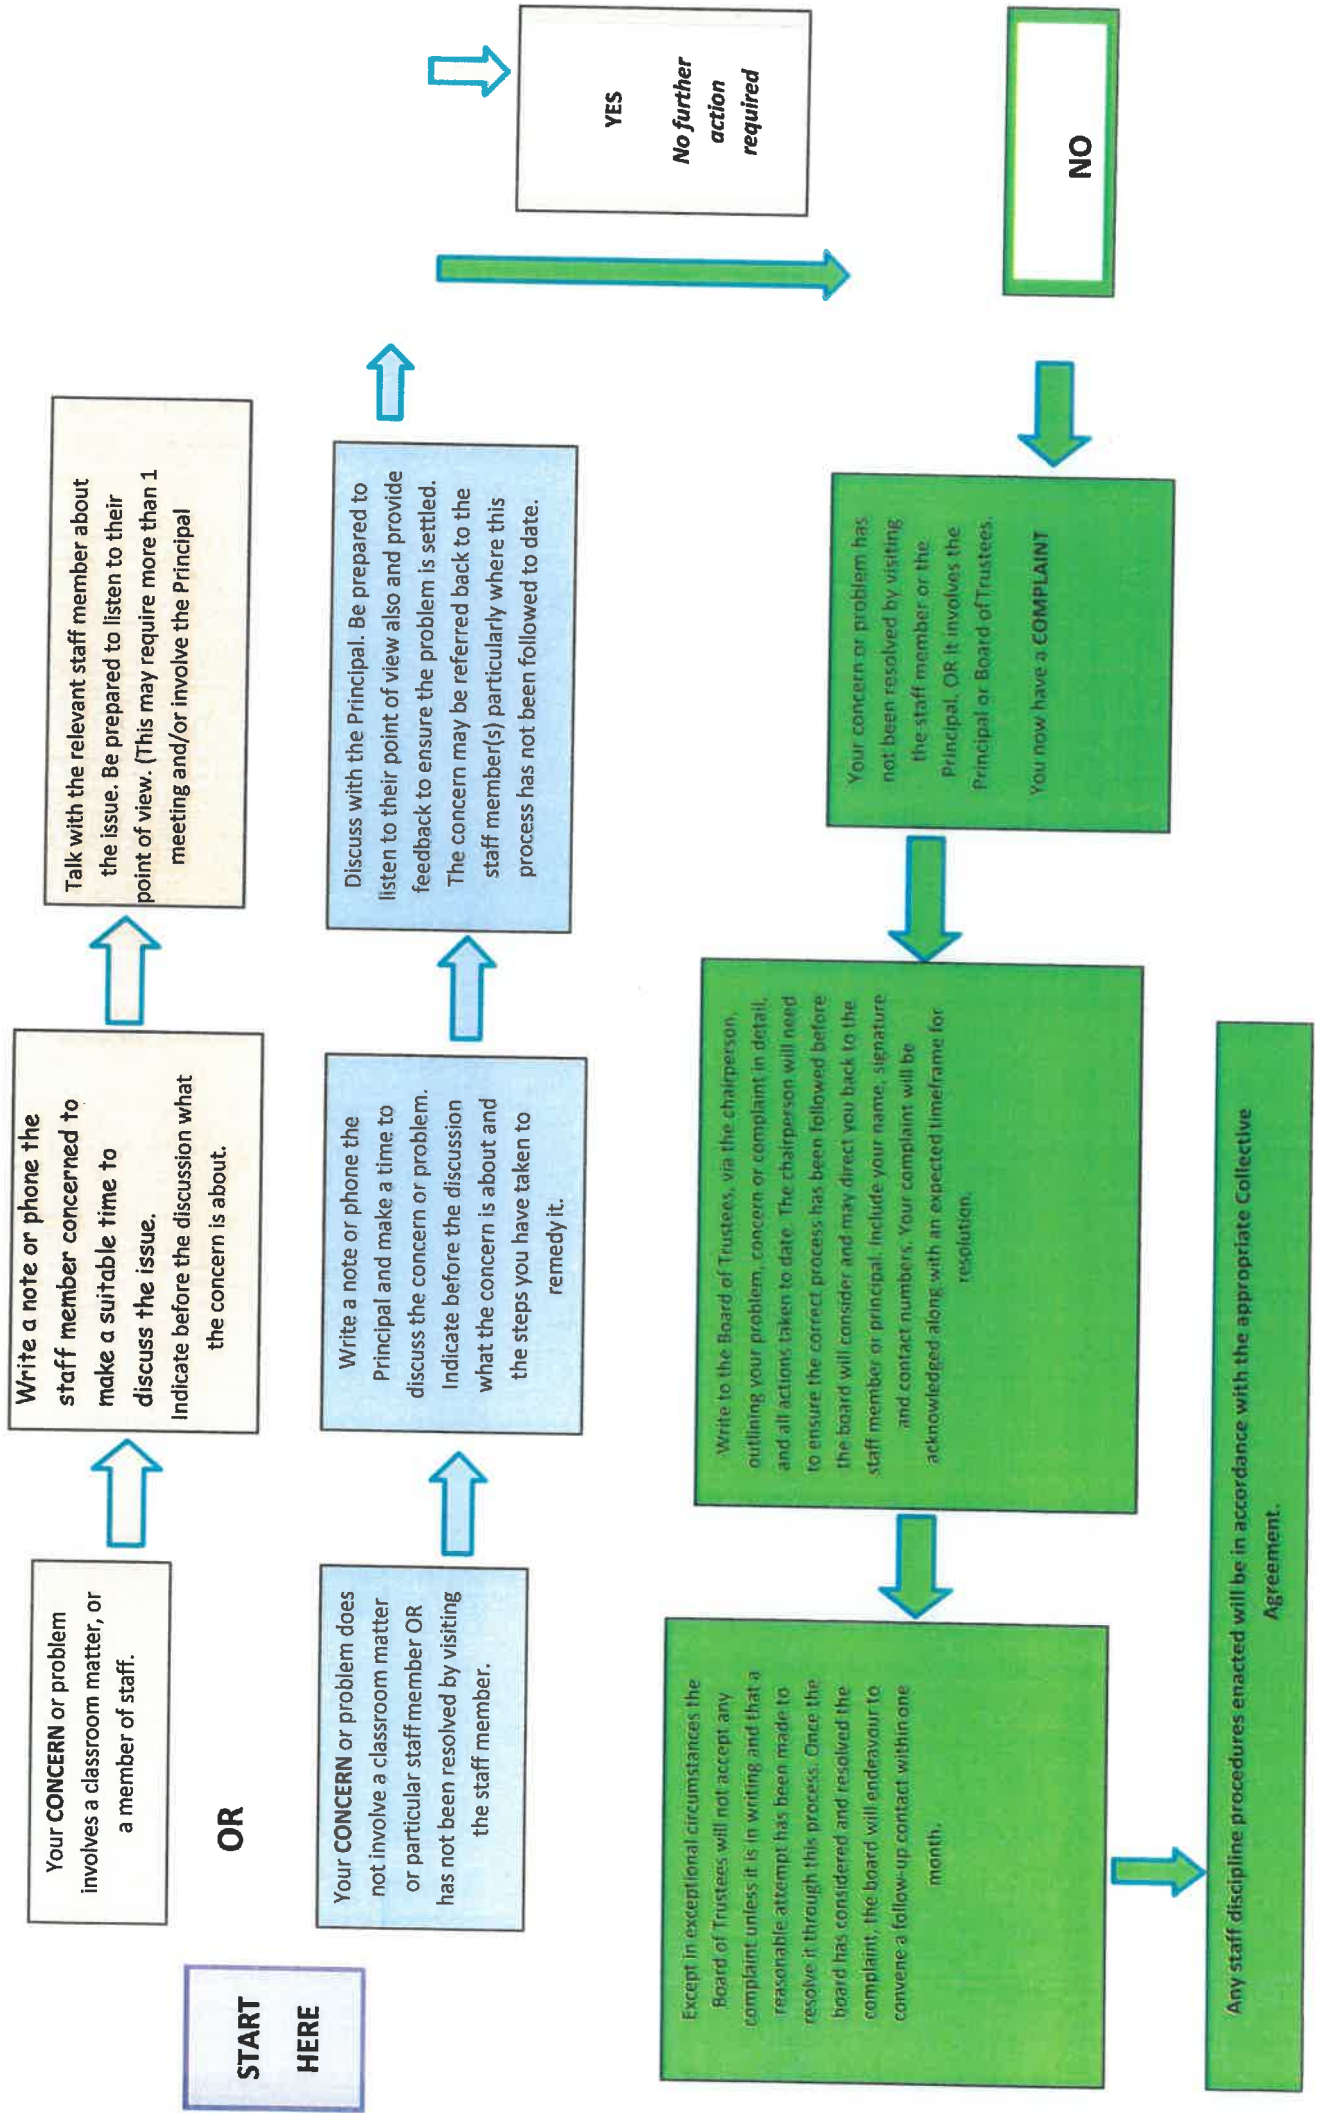 START
HERE
Your CONCERN or problem
involves a classroom matter, or
a member of staff.
OR
Your CONCERN or problem does
not involve a classroom matter
or particular staff member OR
has not been resolved by visiting
the staff member.
Write a note or phone the
staff member concerned to
make a suitable time to
discuss the issue.
Indicate before the discussion what
the concern is about.
Talk with the relevant staff member about
the issue. Be prepared to listen to their
point of view. (This may require more than 1
meeting and/or involve the Principal
Write a note or phone the
Principal and make a time to
discuss the concern or problem.
Indicate before the discussion
what the concern is about and
the steps you have taken to
remedy it.
Discuss with the Principal. Be prepared to
listen to their point of view also and provide
feedback to ensure the problem is settled.
The concern may be referred back to the
staff member(s) particularly where this
process has not been followed to date.
YES
No further
action
required
NO
Your concern or problem has
not been resolved by visiting
the staff member or the
Principal, OR it involves the
Principal or Board of Trustees.
You now have a COMPLAINT
Write to the Board of Trustees, via the chairperson,
outlining your problem, concern or complaint in detail,
and all actions taken to date. The chairperson will need
to ensure the correct process has been followed before
the board will consider and may direct you back to the
staff member or principal. Include your name, signature
and contact numbers. Your complaint will be
acknowledged along with an expected timeframe for
resolution.
Except in exceptional circumstances the
Board of Trustees will not accept any
complaint unless it is in writing and that a
reasonable attempt has been made to
resolve it through this process. Once the
board has considered and resolved the
complaint, the board will endeavour to
convene a follow-up contact within one
month.
Any staff discipline procedures enacted will be in accordance with the appropriate Collective
Agreement.